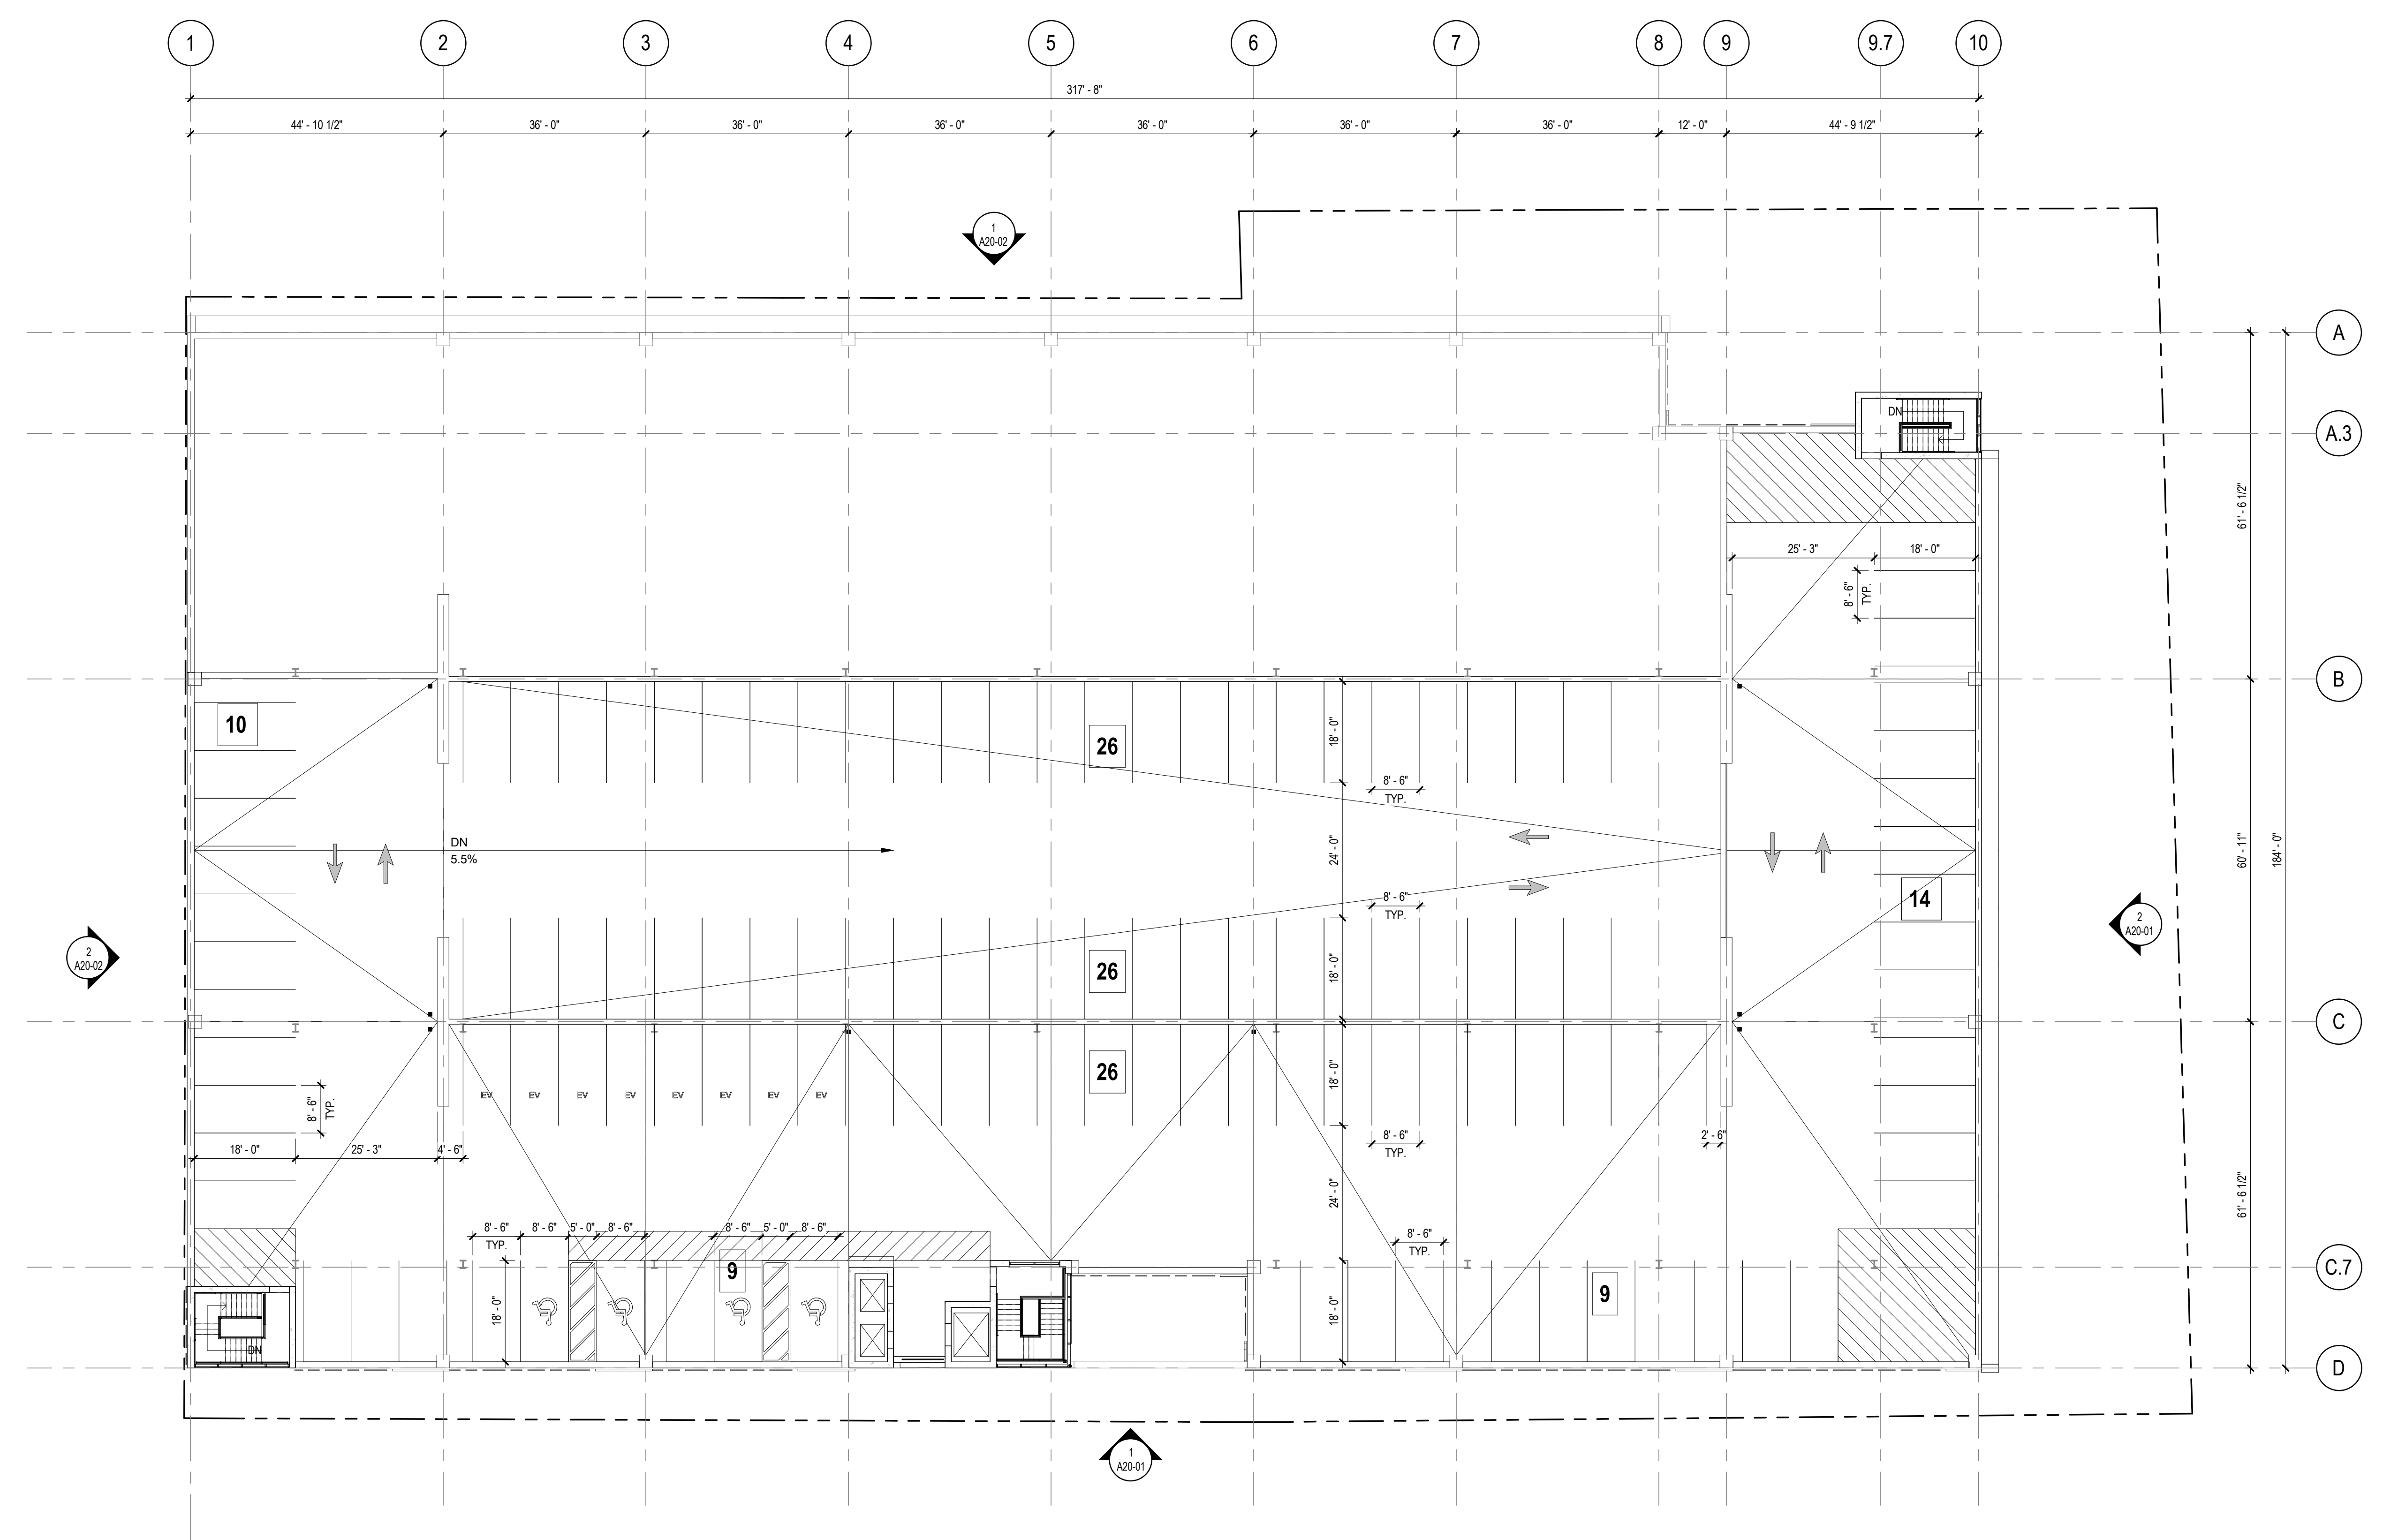 1 2 3 4 5 6 7 8 9 9.7 10
317' - 8"
44' - 10 1/2" 36' - 0" 36' - 0" 36' - 0" 36' - 0" 36' - 0" 36' - 0" 12' - 0" 44' - 9 1/2"
1
A20-02
A
DN
A.3
61' - 6 1/2"
25' - 3" 18' - 0"
8' - 6"
TYP.
B
10
26
18' - 0"
8' - 6"
TYP.
DN
5.5%
24' - 0"
60' - 11"
184' - 0"
8' - 6"
TYP.
14
2
A20-02
2
A20-01
26
18' - 0"
C
26
18' - 0"
EV EV EV EV EV EV EV EV
8' - 6"
TYP.
8' - 6"
TYP.
2' - 6"
18' - 0" 25' - 3" 4' - 6"
24' - 0"
61' - 6 1/2"
8' - 6" 8' - 6" 5' - 0" 8' - 6" 8' - 6" 5' - 0" 8' - 6"
TYP.
8' - 6"
TYP.
C.7
9
9
18' - 0"
18' - 0"
DN
D
1
A20-01